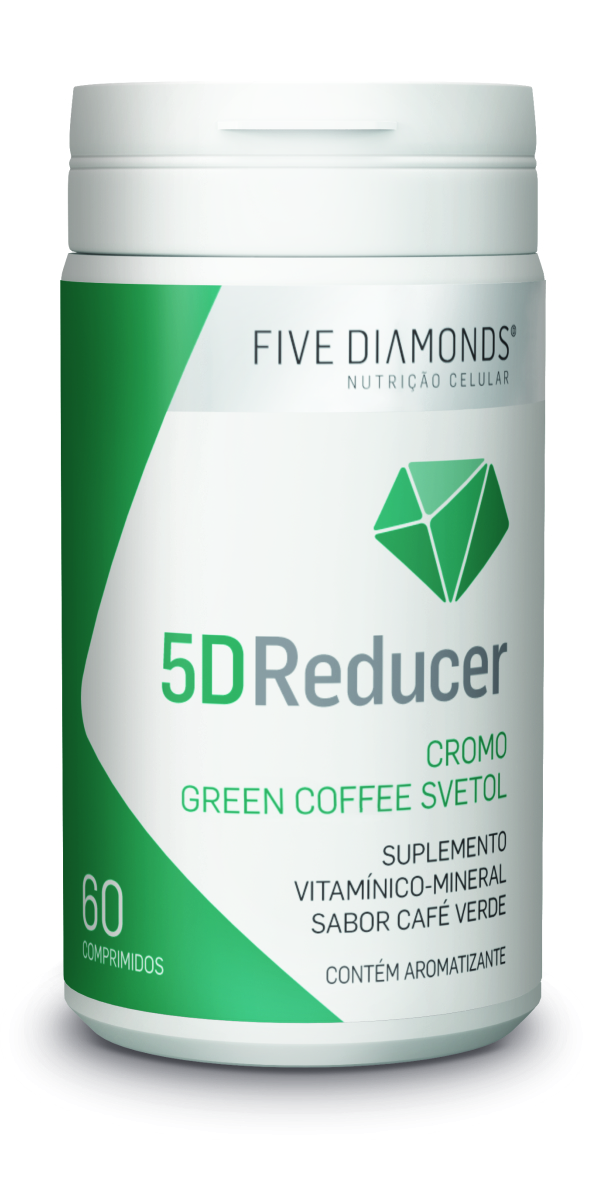 FIVE DIAMONDS®
NUTRIÇÃO CELULAR
5DReducer
CROMO
GREEN COFFEE SVETOL
SUPLEMENTO
VITAMÍNICO-MINERAL
SABOR CAFÉ VERDE
CONTÉM AROMATIZANTE
60
COMPRIMIDOS